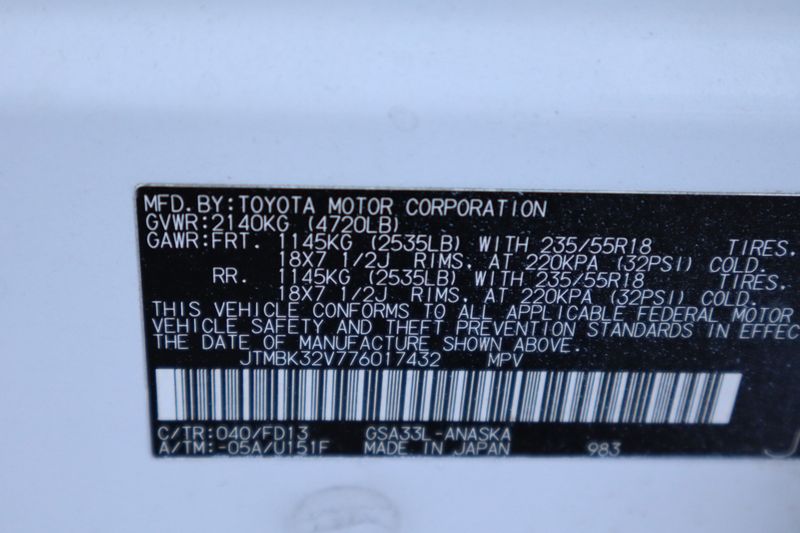 MFD.BY:TOYOTA MOTOR CORPORATION
GVWR:2140KG (4720LB)
GAWR:FRT. 1145KG (2535LB) WITH 235/55R18 TIRES.
18X7 1/2J RIMS. AT 220KPA (32PSI) COLD.
RR. 1145KG (2535LB) WITH 235/55R18 TIRES.
18X7 1/2J RIMS. AT 220KPA (32PSI) COLD.
THIS VEHICLE CONFORMS TO ALL APPLICABLE FEDERAL MOTOR
VEHICLE SAFETY AND THEFT PREVENTION STANDARDS IN EFFEC
THE DATE OF MANUFACTURE SHOWN ABOVE.
JTMBK32V776017432 MPV
C/TR:040/FD13 GSA33L-ANASKA
A/TM:-05A/U151F MADE IN JAPAN 983